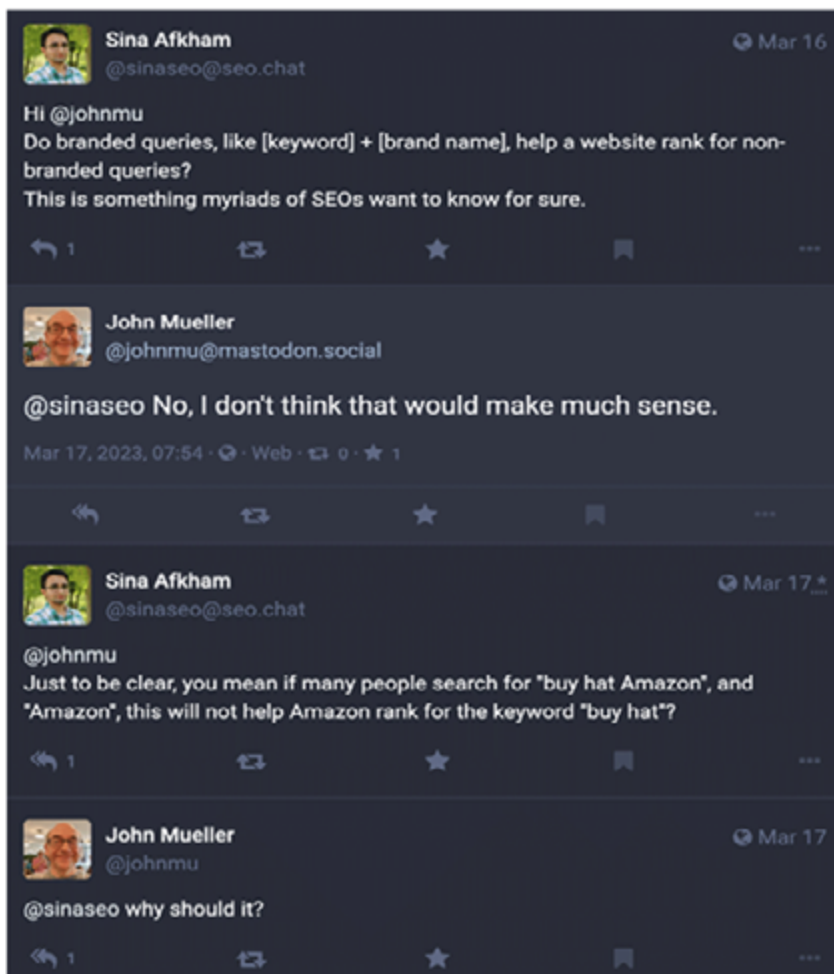 Sina Afkham
Mar 16
@sinaseo@seo.chat
Hi @johnmu
Do branded queries, like [keyword] + [brand name], help a website rank for non-
branded queries?
This is something myriads of SEOs want to know for sure.
1
John Mueller
@johnmu@mastodon.social
@sinaseo No, I don't think that would make much sense.
Mar 17, 2023, 07:54 · Web · 0 · 1
Sina Afkham
Mar 17 *
@sinaseo@seo.chat
@johnmu
Just to be clear, you mean if many people search for "buy hat Amazon", and
"Amazon", this will not help Amazon rank for the keyword "buy hat"?
1
John Mueller
Mar 17
@johnmu
@sinaseo why should it?
1